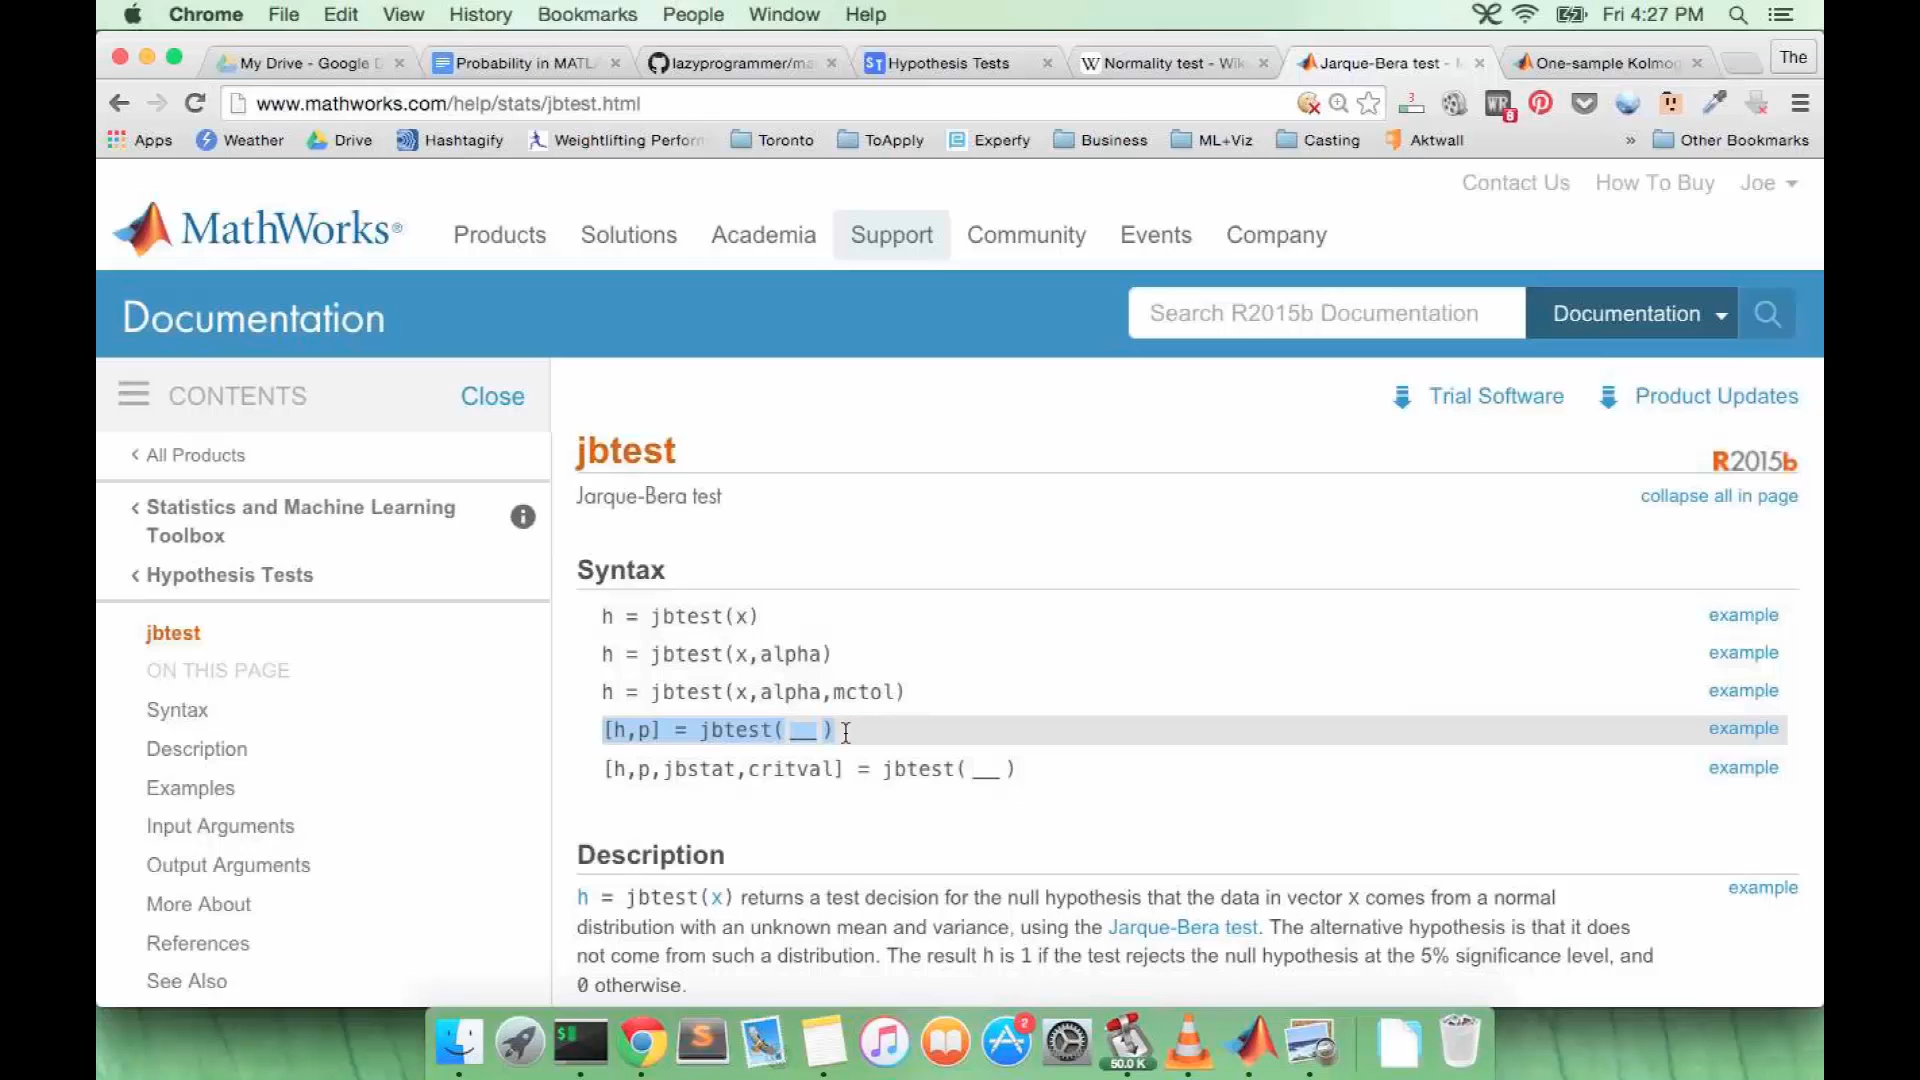 Chrome File Edit View History Bookmarks People Window Help Fri 4:27 PM
My Drive - Google D Probability in MATLA lazyprogrammer/ma Hypothesis Tests Normality test - Wik Jarque-Bera test - One-sample Kolmog The
www.mathworks.com/help/stats/jbtest.html
Apps Weather Drive Hashtagify Weightlifting Perforr Toronto ToApply Experfy Business ML+Viz Casting Aktwall » Other Bookmarks
Contact Us How To Buy Joe
MathWorks® Products Solutions Academia Support Community Events Company
Documentation Search R2015b Documentation Documentation
CONTENTS Close
Trial Software Product Updates
‹ All Products
‹ Statistics and Machine Learning
Toolbox
‹ Hypothesis Tests
jbtest
ON THIS PAGE
Syntax
Description
Examples
Input Arguments
Output Arguments
More About
References
See Also
jbtest
R2015b
Jarque-Bera test
collapse all in page
Syntax
h = jbtest(x) example
h = jbtest(x,alpha) example
h = jbtest(x,alpha,mctol) example
[h,p] = jbtest(__) example
[h,p,jbstat,critval] = jbtest(__) example
Description
h = jbtest(x) returns a test decision for the null hypothesis that the data in vector x comes from a normal example
distribution with an unknown mean and variance, using the Jarque-Bera test. The alternative hypothesis is that it does
not come from such a distribution. The result h is 1 if the test rejects the null hypothesis at the 5% significance level, and
0 otherwise.
2
50.0 K